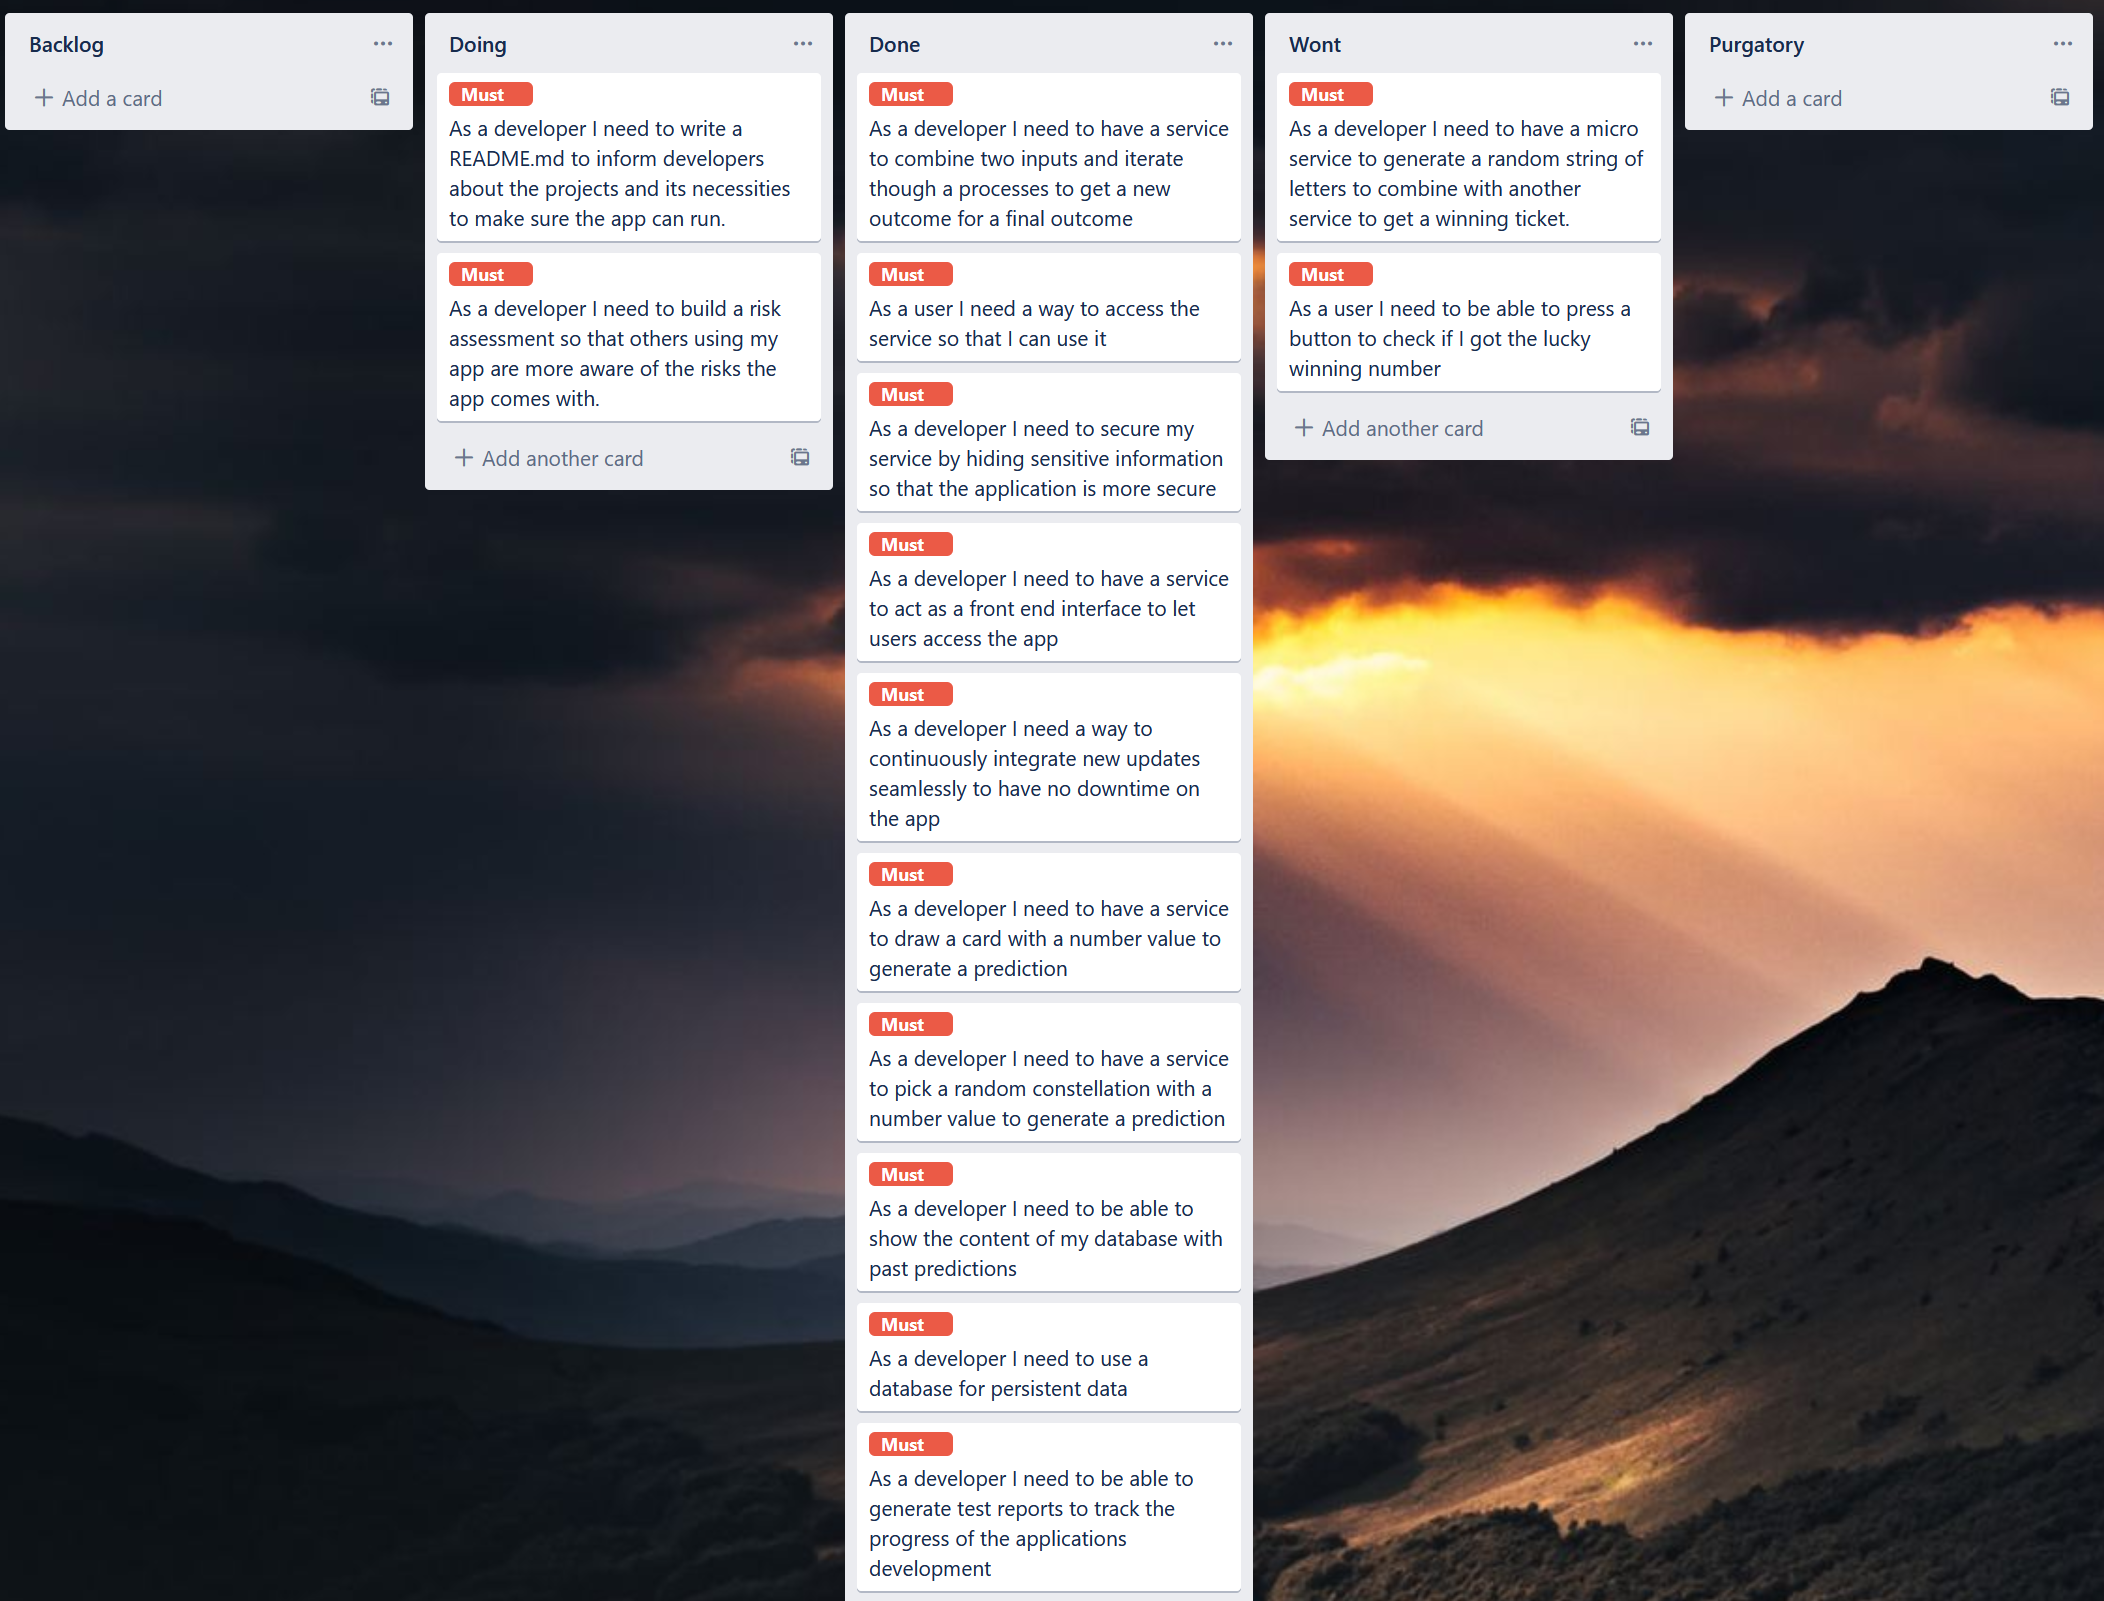 Backlog
Add a card
Doing
Must
As a developer I need to write a
README.md to inform developers
about the projects and its necessities
to make sure the app can run.
Must
As a developer I need to build a risk
assessment so that others using my
app are more aware of the risks the
app comes with.
Add another card
Done
Must
As a developer I need to have a service
to combine two inputs and iterate
though a processes to get a new
outcome for a final outcome
Must
As a user I need a way to access the
service so that I can use it
Must
As a developer I need to secure my
service by hiding sensitive information
so that the application is more secure
Must
As a developer I need to have a service
to act as a front end interface to let
users access the app
Must
As a developer I need a way to
continuously integrate new updates
seamlessly to have no downtime on
the app
Must
As a developer I need to have a service
to draw a card with a number value to
generate a prediction
Must
As a developer I need to have a service
to pick a random constellation with a
number value to generate a prediction
Must
As a developer I need to be able to
show the content of my database with
past predictions
Must
As a developer I need to use a
database for persistent data
Must
As a developer I need to be able to
generate test reports to track the
progress of the applications
development
Wont
Must
As a developer I need to have a micro
service to generate a random string of
letters to combine with another
service to get a winning ticket.
Must
As a user I need to be able to press a
button to check if I got the lucky
winning number
Add another card
Purgatory
Add a card